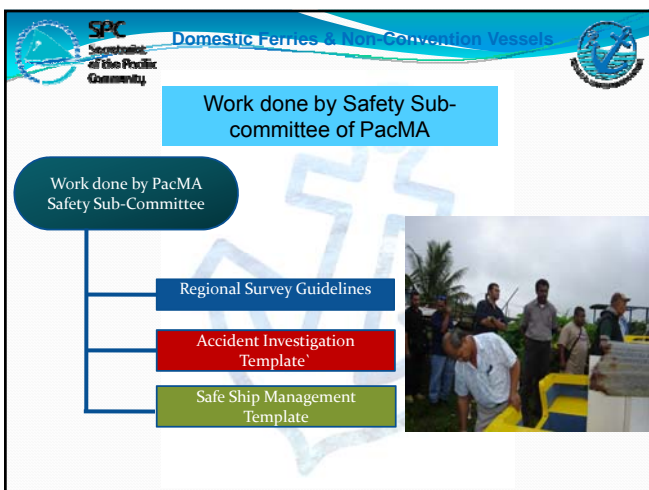 SPC
Secretariat
of the Pacific
Community
Domestic Ferries & Non-Convention Vessels
Work done by Safety Sub-
committee of PacMA
Work done by PacMA
Safety Sub-Committee
Regional Survey Guidelines
Accident Investigation
Template`
Safe Ship Management
Template